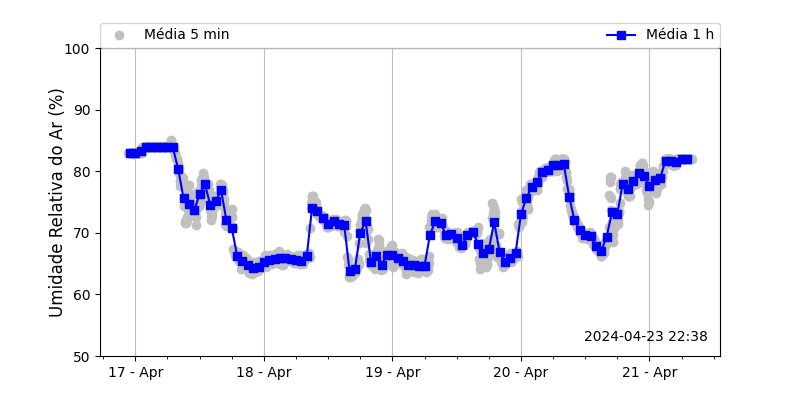 Média 5 min
Média 1 h
Umidade Relativa do Ar (%)
100
90
80
70
60
50
2024-04-23 22:38
17 - Apr
18 - Apr
19 - Apr
20 - Apr
21 - Apr